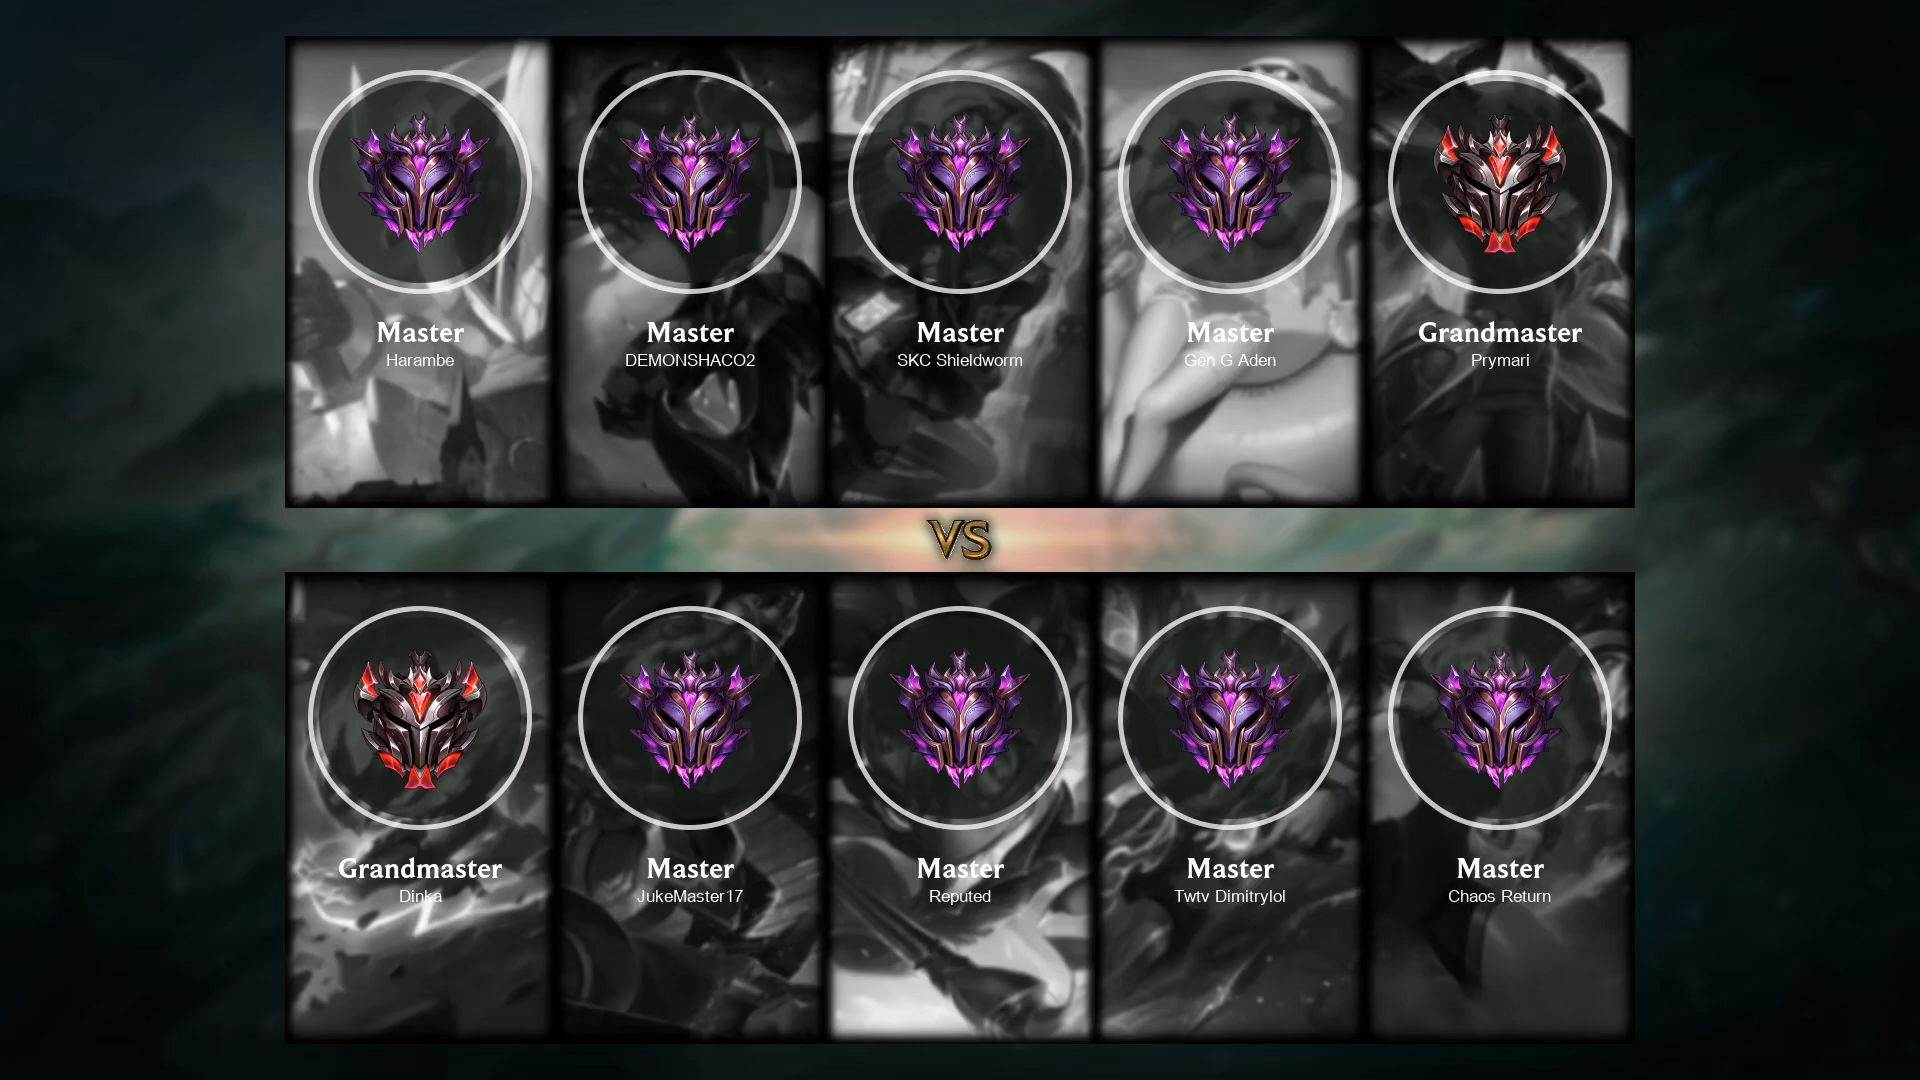 Master
Harambe
Master
DEMONSHACO2
Master
SKC Shieldworm
Master
Gen G Aden
Grandmaster
Prymari
VS
Grandmaster
Dinka
Master
JukeMaster17
Master
Reputed
Master
Twtv Dimitrylol
Master
Chaos Return